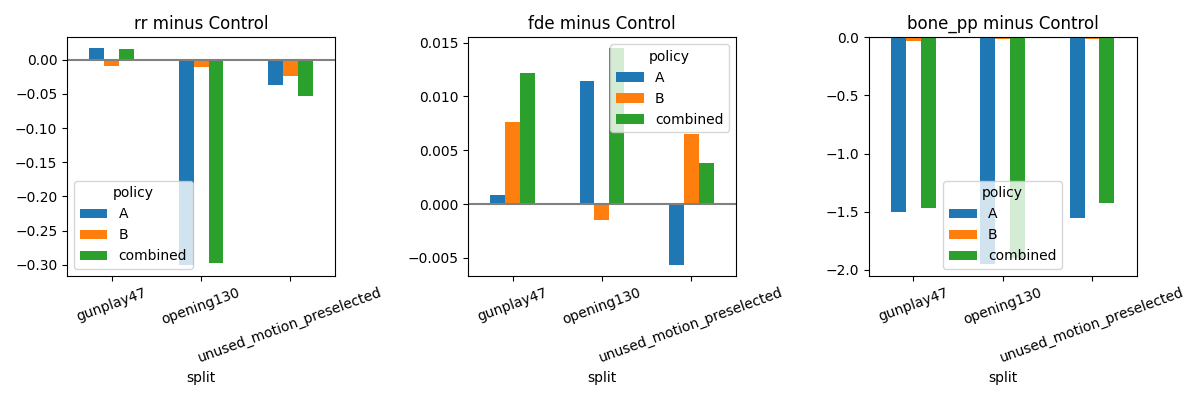 rr minus Control
0.00
−0.05
−0.10
−0.15
−0.20
−0.25
−0.30
policy
A
B
combined
gunplay47
opening130
unused_motion_preselected
split
fde minus Control
0.015
0.010
0.005
0.000
−0.005
policy
A
B
combined
gunplay47
opening130
unused_motion_preselected
split
bone_pp minus Control
0.0
−0.5
−1.0
−1.5
−2.0
policy
A
B
combined
gunplay47
opening130
unused_motion_preselected
split